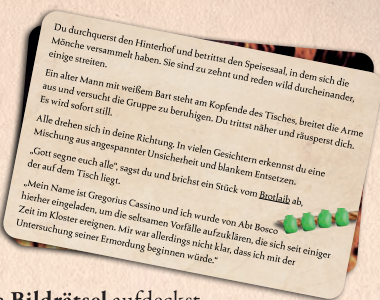 Du durchquerst den Hinterhof und betrittst den Speisesaal, in dem sich die
Mönche versammelt haben. Sie sind zu zehnt und reden wild durcheinander,
einige streiten.
Ein alter Mann mit weißem Bart steht am Kopfende des Tisches, breitet die Arme
aus und versucht die Gruppe zu beruhigen. Du trittst näher und räusperst dich.
Es wird sofort still.
Alle drehen sich in deine Richtung. In vielen Gesichtern erkennst du eine
Mischung aus angespannter Unsicherheit und blankem Entsetzen.
„Gott segne euch alle“, sagst du und brichst ein Stück vom Brotlaib ab,
der auf dem Tisch liegt.
„Mein Name ist Gregorius Cassino und ich wurde von Abt Bosco
hierher eingeladen, um die seltsamen Vorfälle aufzuklären, die sich seit einiger
Zeit im Kloster ereignen. Mir war allerdings nicht klar, dass ich mit der
Untersuchung seiner Ermordung beginnen würde.“
Bildrätsel aufdeckst